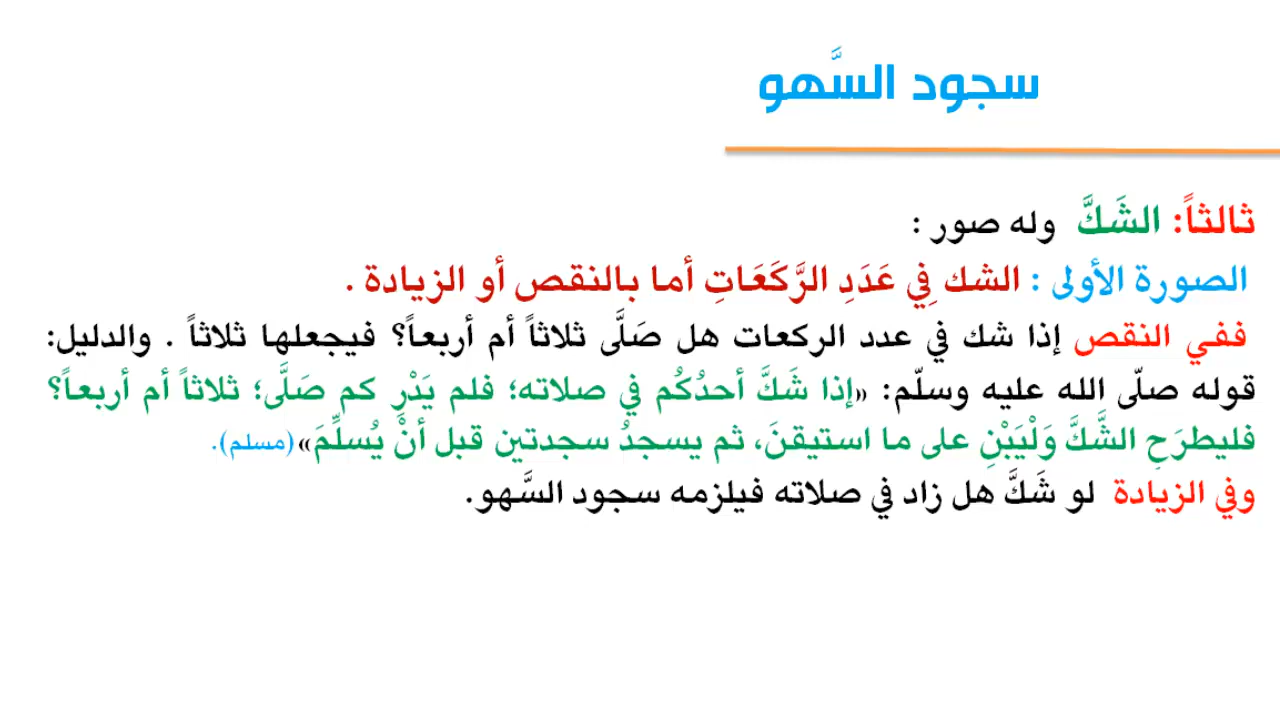 سجود السَّهو
ثالثاً: الشَكَّ وله صور :
الصورة الأولى : الشك فِي عَدَدِ الرَّكَعَاتِ أما بالنقص أو الزيادة .
ففي النقص إذا شك في عدد الركعات هل صَلَّى ثلاثاً أم أربعاً؟ فيجعلها ثلاثاً . والدليل:
قوله صلّى الله عليه وسلّم: «إذا شَكَّ أحدُكُم في صلاته؛ فلم يَدْرِ كم صَلَّى؛ ثلاثاً أم أربعاً؟
فليطرَحِ الشَّكَّ وَلْيَبْنِ على ما استيقنَ، ثم يسجدُ سجدتين قبل أنْ يُسلِّمَ» (مسلم).
وفي الزيادة لو شَكَّ هل زاد في صلاته فيلزمه سجود السَّهو.